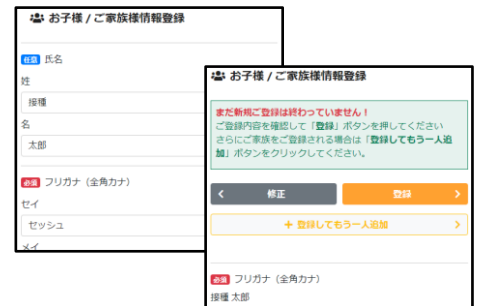 お子様 / ご家族様情報登録
任意 氏名
姓
接種
名
太郎
必須 フリガナ（全角カナ）
セイ
セッシュ
メイ
お子様 / ご家族様情報登録
まだ新規ご登録は終わっていません！
ご登録内容を確認して「登録」ボタンを押してください
さらにご家族をご登録される場合は「登録してもう一人追
加」ボタンをクリックしてください。
修正
登録
+ 登録してもう一人追加
必須 フリガナ（全角カナ）
接種 太郎